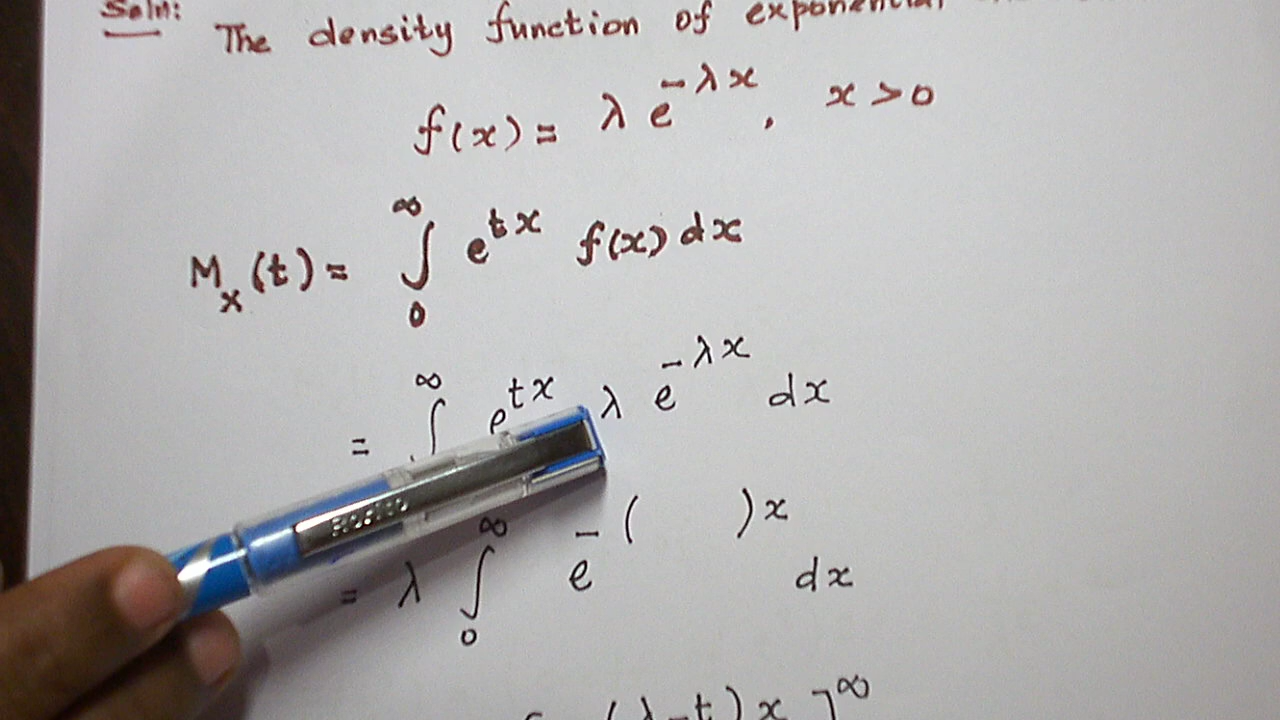 Soln:
The density function of exponential
f(x) = λ e^{-λx}, x > 0
M_x(t) = ∫_0^∞ e^{tx} f(x) dx
= ∫^∞ e^{tx} λ e^{-λx} dx
= λ ∫_0^∞ e^{-( )x} dx
(λ-t)x ]^∞